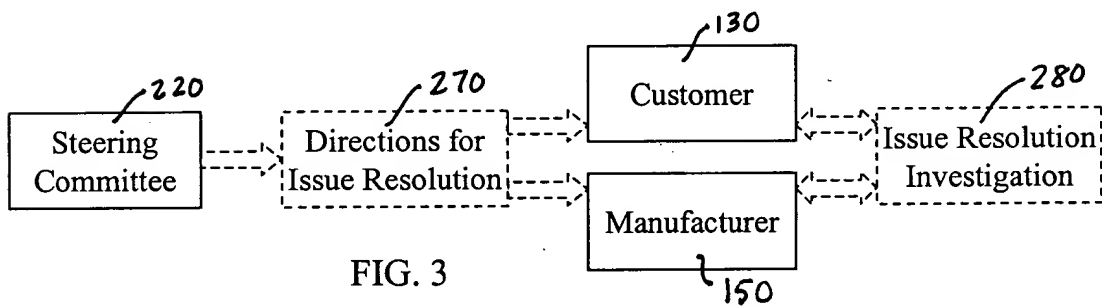 130
Customer
220
Steering
Committee
270
Directions for
Issue Resolution
280
Issue Resolution
Investigation
Manufacturer
150
FIG. 3